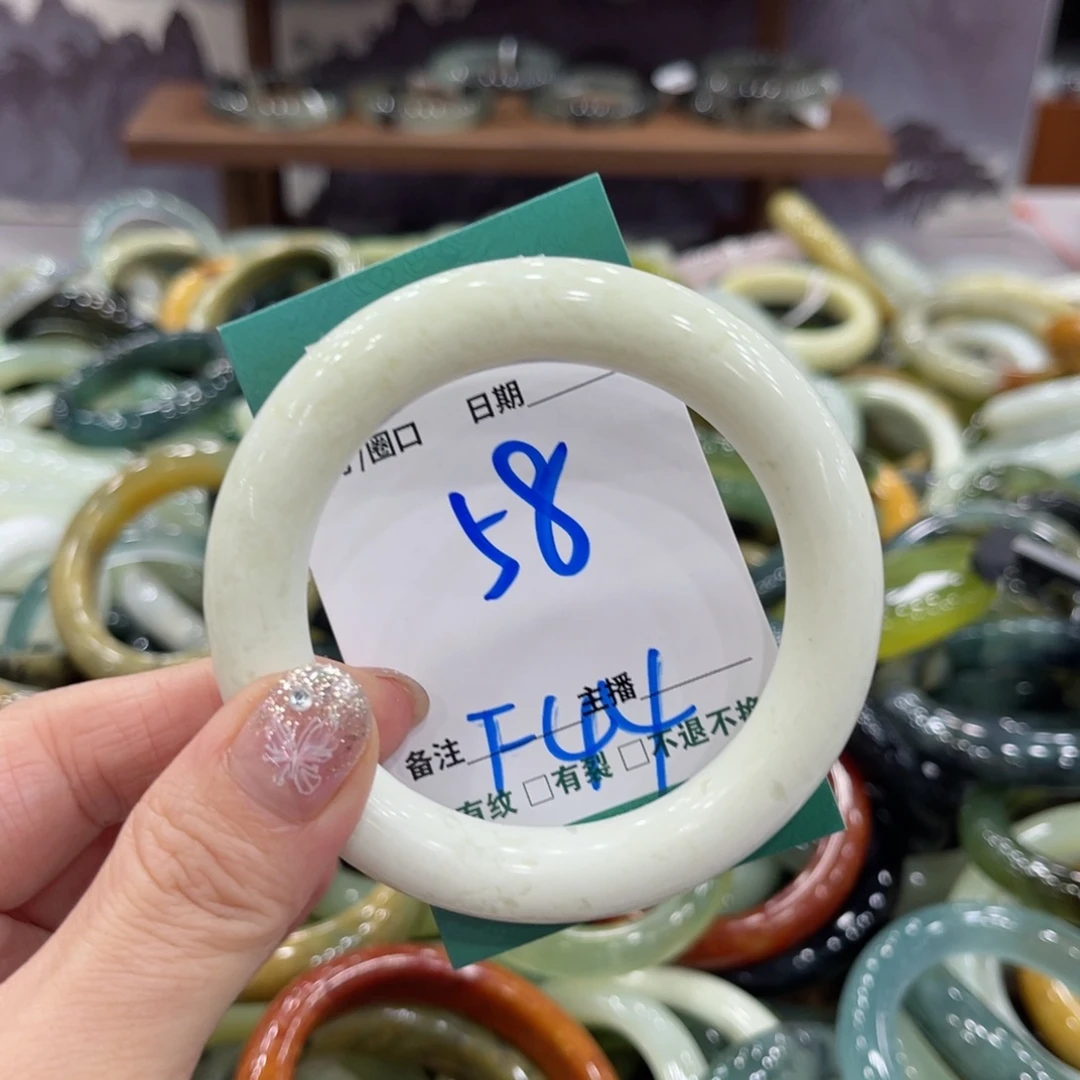 日期
/圈口
58
主播
F44
备注
有纹 □有裂 □不退不换